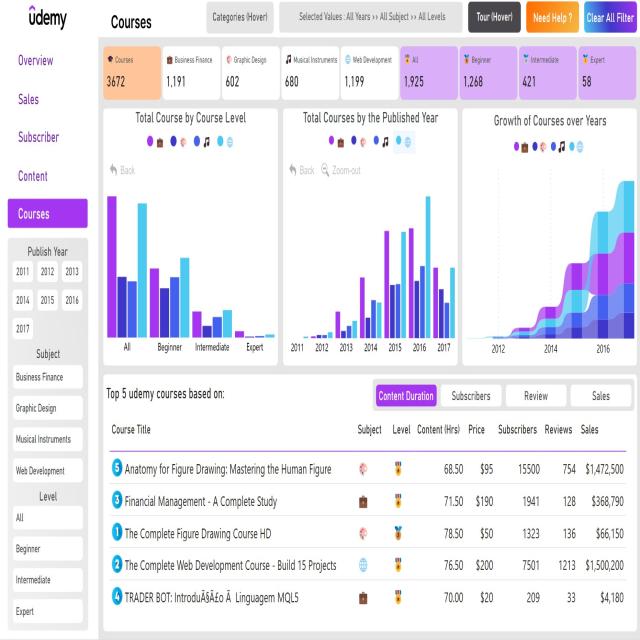 ûdemy
Courses
Categories (Hover)
Selected Values : All Years ›› All Subject ›› All Levels
Tour (Hover)
Need Help ?
Clear All Filter
Overview
Sales
Subscriber
Content
Courses
Courses
3672
Business Finance
1,191
Graphic Design
602
Musical Instruments
680
Web Development
1,199
All
1,925
Beginner
1,268
Intermediate
421
Expert
58
Total Course by Course Level
Back
All Beginner Intermediate Expert
Total Courses by the Published Year
Back Zoom-out
2011 2012 2013 2014 2015 2016 2017
Growth of Courses over Years
2012 2014 2016
Publish Year
2011 2012 2013
2014 2015 2016
2017
Subject
Business Finance
Graphic Design
Musical Instruments
Web Development
Level
All
Beginner
Intermediate
Expert
Top 5 udemy courses based on:
Content Duration Subscribers Review Sales
Course Title Subject Level Content (Hrs) Price Subscribers Reviews Sales
5 Anatomy for Figure Drawing: Mastering the Human Figure 68.50 $95 15500 754 $1,472,500
3 Financial Management - A Complete Study 71.50 $190 1941 128 $368,790
1 The Complete Figure Drawing Course HD 78.50 $50 1323 136 $66,150
2 The Complete Web Development Course - Build 15 Projects 76.50 $200 7501 1213 $1,500,200
4 TRADER BOT: IntroduÃ§Ã£o Ã Linguagem MQL5 70.00 $20 209 33 $4,180